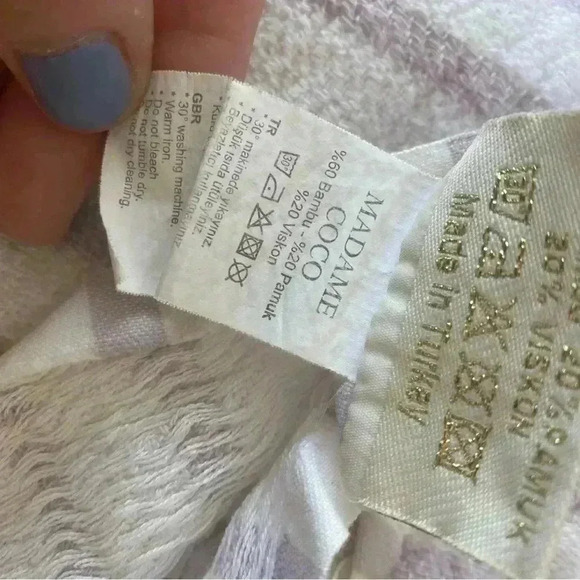 MADAME
COCO
%60 Bambu - %20 Pamuk
%20 Viskon
30°
TR
• 30 makinede yıkayınız.
• Düşük ısıda ütüleyiniz.
GBR
• 30° washing machine.
• Warm Iron.
• Do not bleach
Do not tumble dry.
not dry cleaning.
20% PAMUK
20% VISKON
30
Made in Turkey